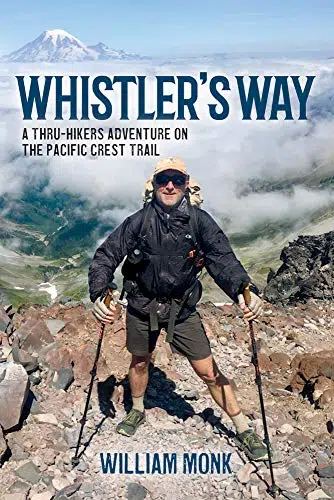 WHISTLER'S WAY
A THRU-HIKERS ADVENTURE ON
THE PACIFIC CREST TRAIL
WILLIAM MONK